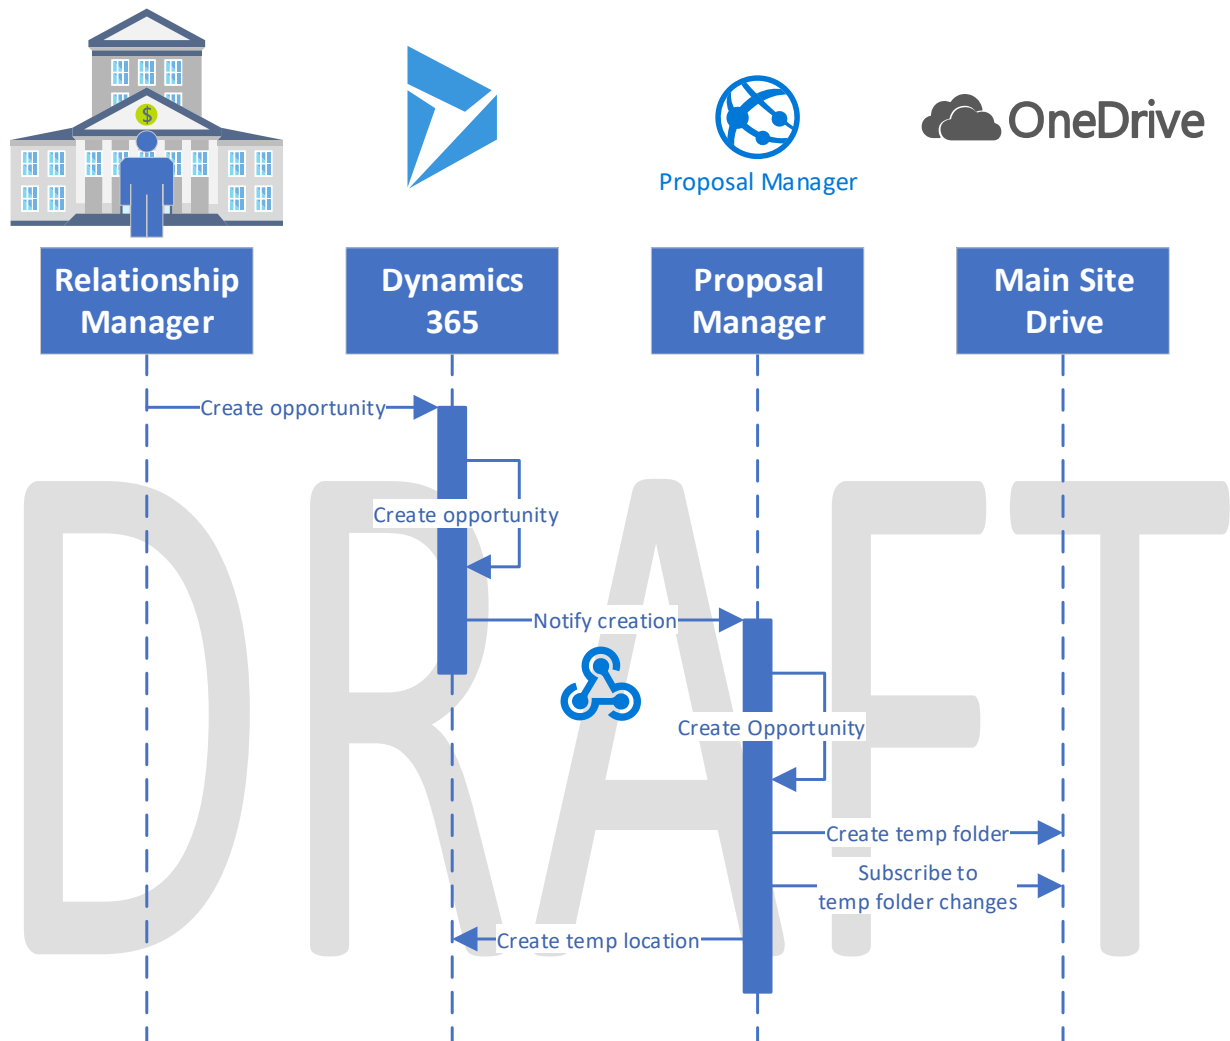 $
OneDrive
Proposal Manager
Relationship
Manager
Dynamics
365
Proposal
Manager
Main Site
Drive
Create opportunity
Create opportunity
Notify creation
Create Opportunity
Create temp folder
Subscribe to
temp folder changes
Create temp location
DRAFT